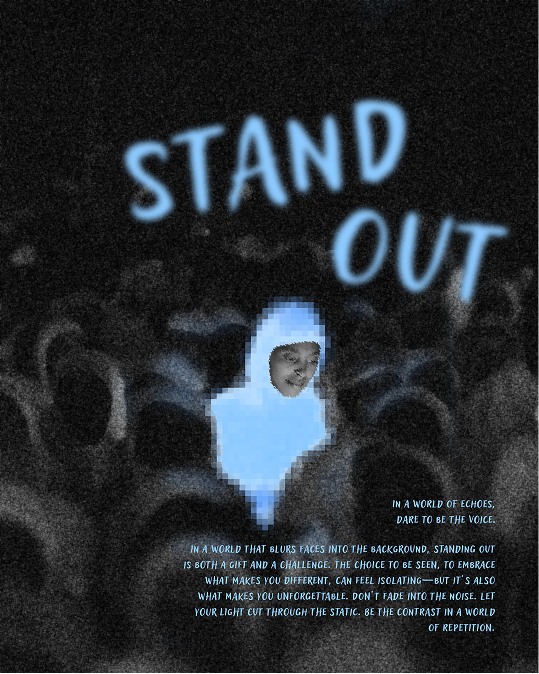 STAND
OUT
IN A WORLD OF ECHOES,
DARE TO BE THE VOICE.
IN A WORLD THAT BLURS FACES INTO THE BACKGROUND, STANDING OUT
IS BOTH A GIFT AND A CHALLENGE. THE CHOICE TO BE SEEN, TO EMBRACE
WHAT MAKES YOU DIFFERENT, CAN FEEL ISOLATING—BUT IT'S ALSO
WHAT MAKES YOU UNFORGETTABLE. DON'T FADE INTO THE NOISE. LET
YOUR LIGHT CUT THROUGH THE STATIC. BE THE CONTRAST IN A WORLD
OF REPETITION.